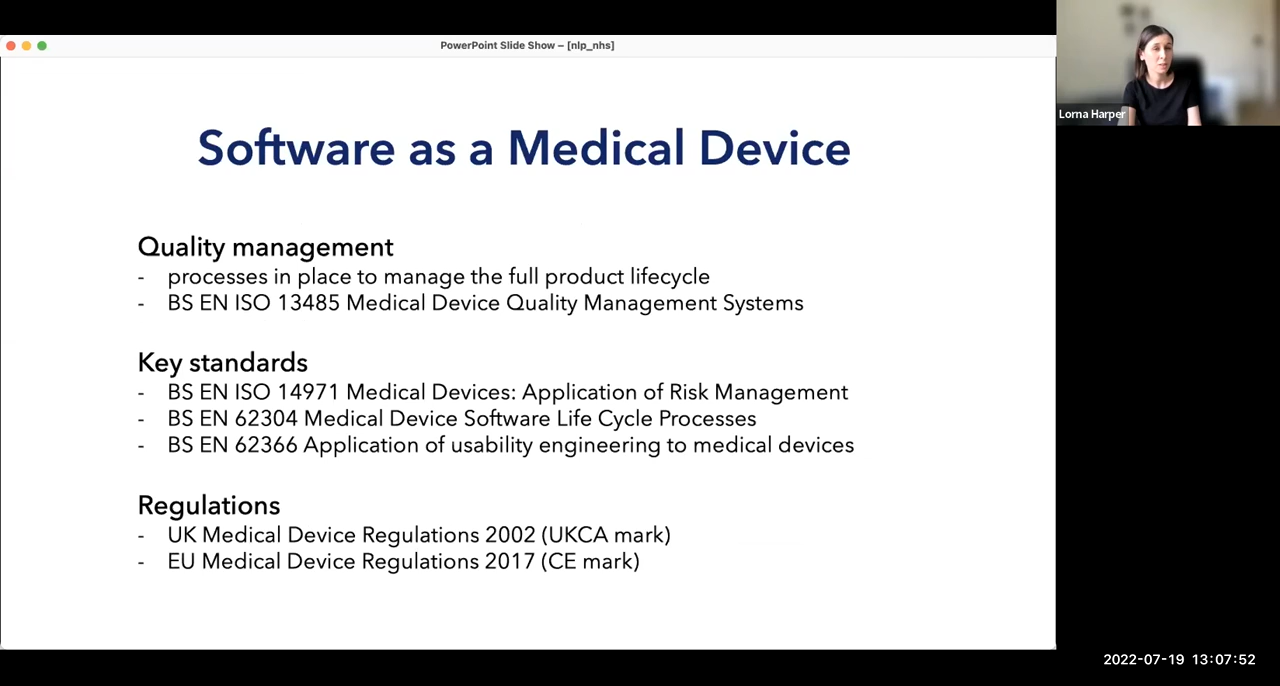 PowerPoint Slide Show – [nlp_nhs]
Lorna Harper
Software as a Medical Device
Quality management
- processes in place to manage the full product lifecycle
- BS EN ISO 13485 Medical Device Quality Management Systems
Key standards
- BS EN ISO 14971 Medical Devices: Application of Risk Management
- BS EN 62304 Medical Device Software Life Cycle Processes
- BS EN 62366 Application of usability engineering to medical devices
Regulations
- UK Medical Device Regulations 2002 (UKCA mark)
- EU Medical Device Regulations 2017 (CE mark)
2022-07-19 13:07:52